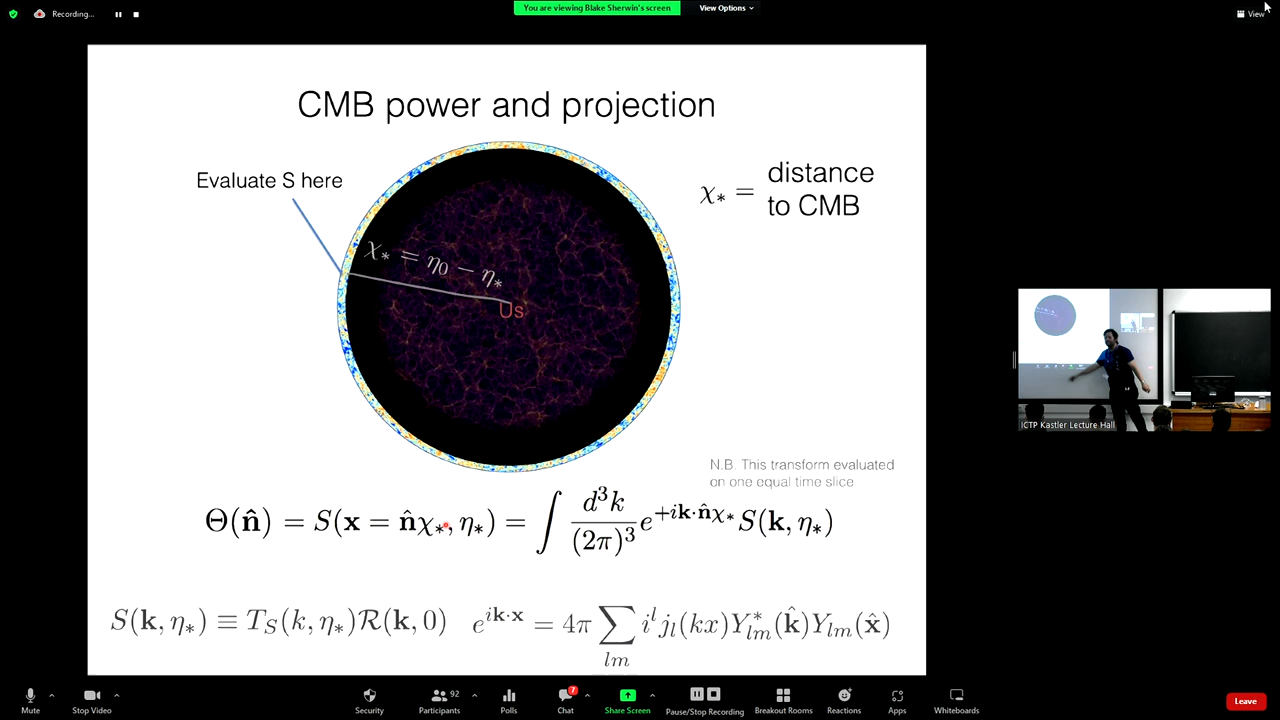 Recording...
You are viewing Blake Sherwin's screen
View Options
View
CMB power and projection
Evaluate S here
χ∗ = distance
to CMB
χ∗ = η0 − η∗
Us
N.B. This transform evaluated
on one equal time slice
Θ(n̂) = S(x = n̂χ∗, η∗) = ∫ d³k/(2π)³ e^{+ik·n̂χ∗} S(k, η∗)
S(k, η∗) ≡ T_S(k, η∗)ℛ(k, 0)
e^{ik·x} = 4π ∑_{lm} i^l j_l(kx) Y*_{lm}(k̂) Y_{lm}(x̂)
ICTP Kastler Lecture Hall
Mute
Stop Video
Security
92
Participants
Polls
7
Chat
Share Screen
Pause/Stop Recording
Breakout Rooms
Reactions
Apps
Whiteboards
Leave